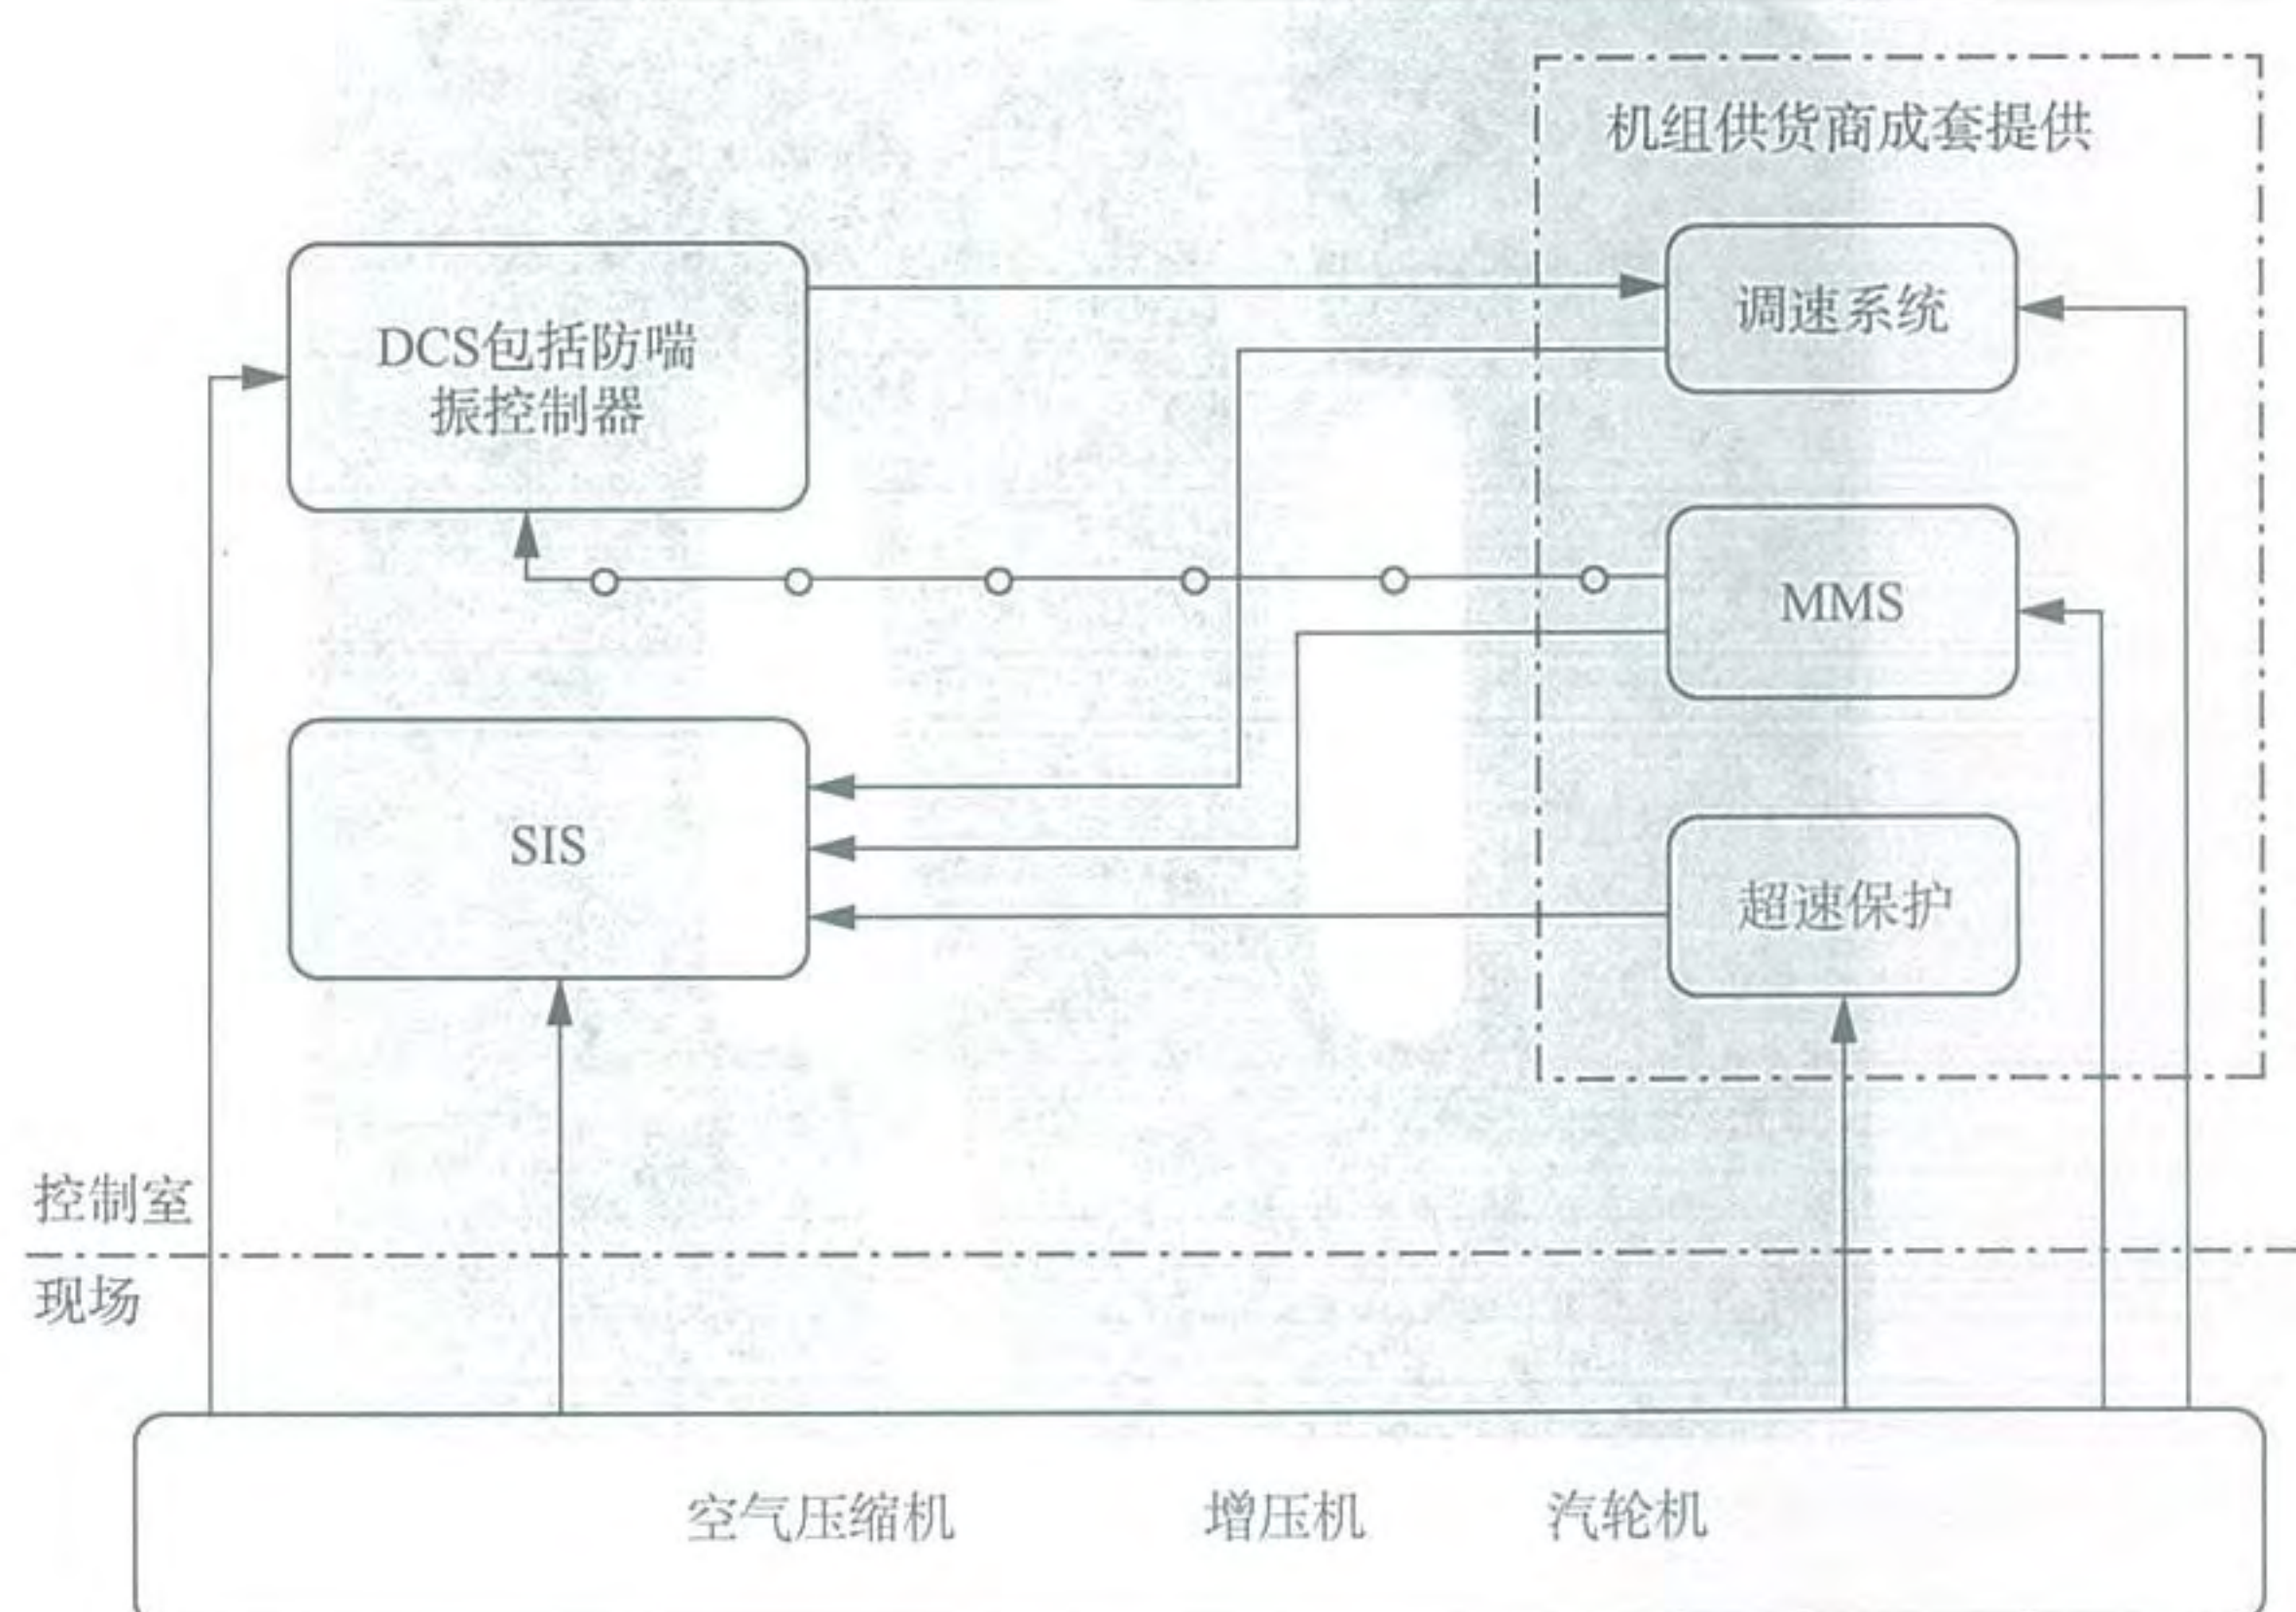 机组供货商成套提供
调速系统
DCS包括防喘
振控制器
MMS
SIS
超速保护
控制室
现场
空气压缩机
增压机
汽轮机